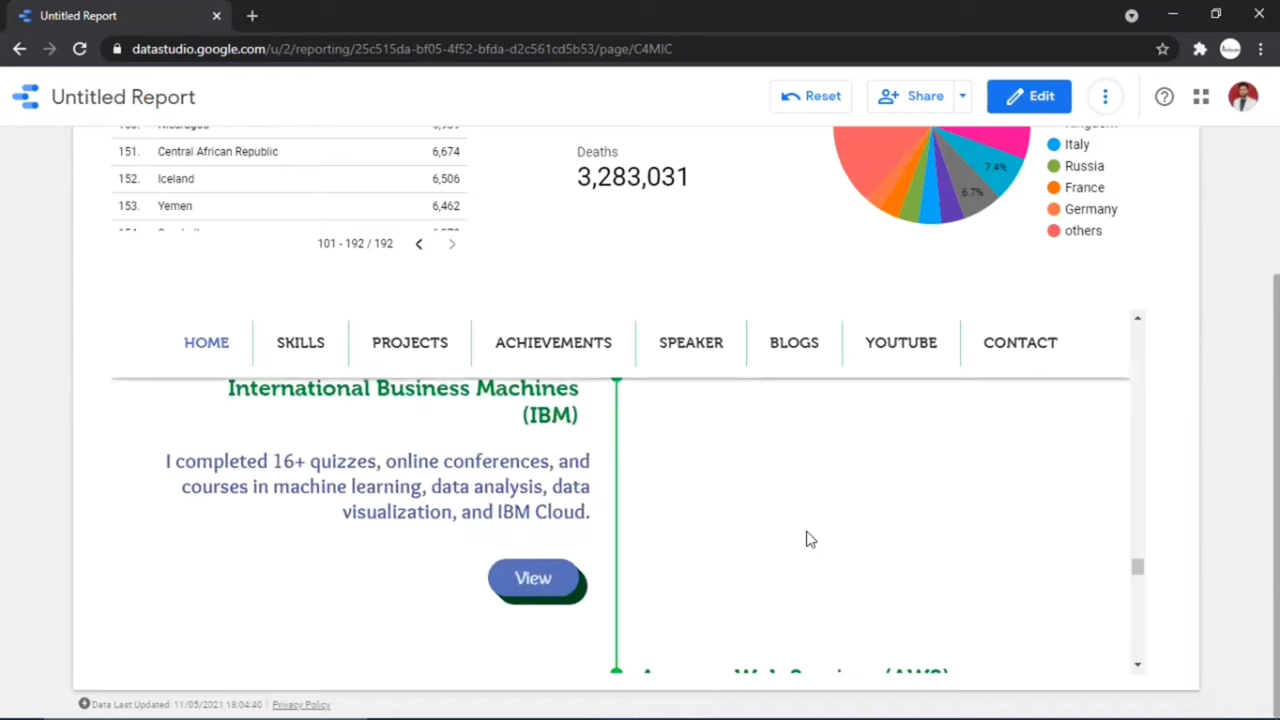 Untitled Report
datastudio.google.com/u/2/reporting/25c515da-bf05-4f52-bfda-d2c561cd5b53/page/C4MIC
Untitled Report
Reset
Share
Edit
151. Central African Republic 6,674
152. Iceland 6,506
153. Yemen 6,462
101 - 192 / 192
Deaths
3,283,031
7.4%
6.7%
Italy
Russia
France
Germany
others
HOME SKILLS PROJECTS ACHIEVEMENTS SPEAKER BLOGS YOUTUBE CONTACT
International Business Machines
(IBM)
I completed 16+ quizzes, online conferences, and
courses in machine learning, data analysis, data
visualization, and IBM Cloud.
View
Data Last Updated: 11/05/2021 18:04:40 Privacy Policy